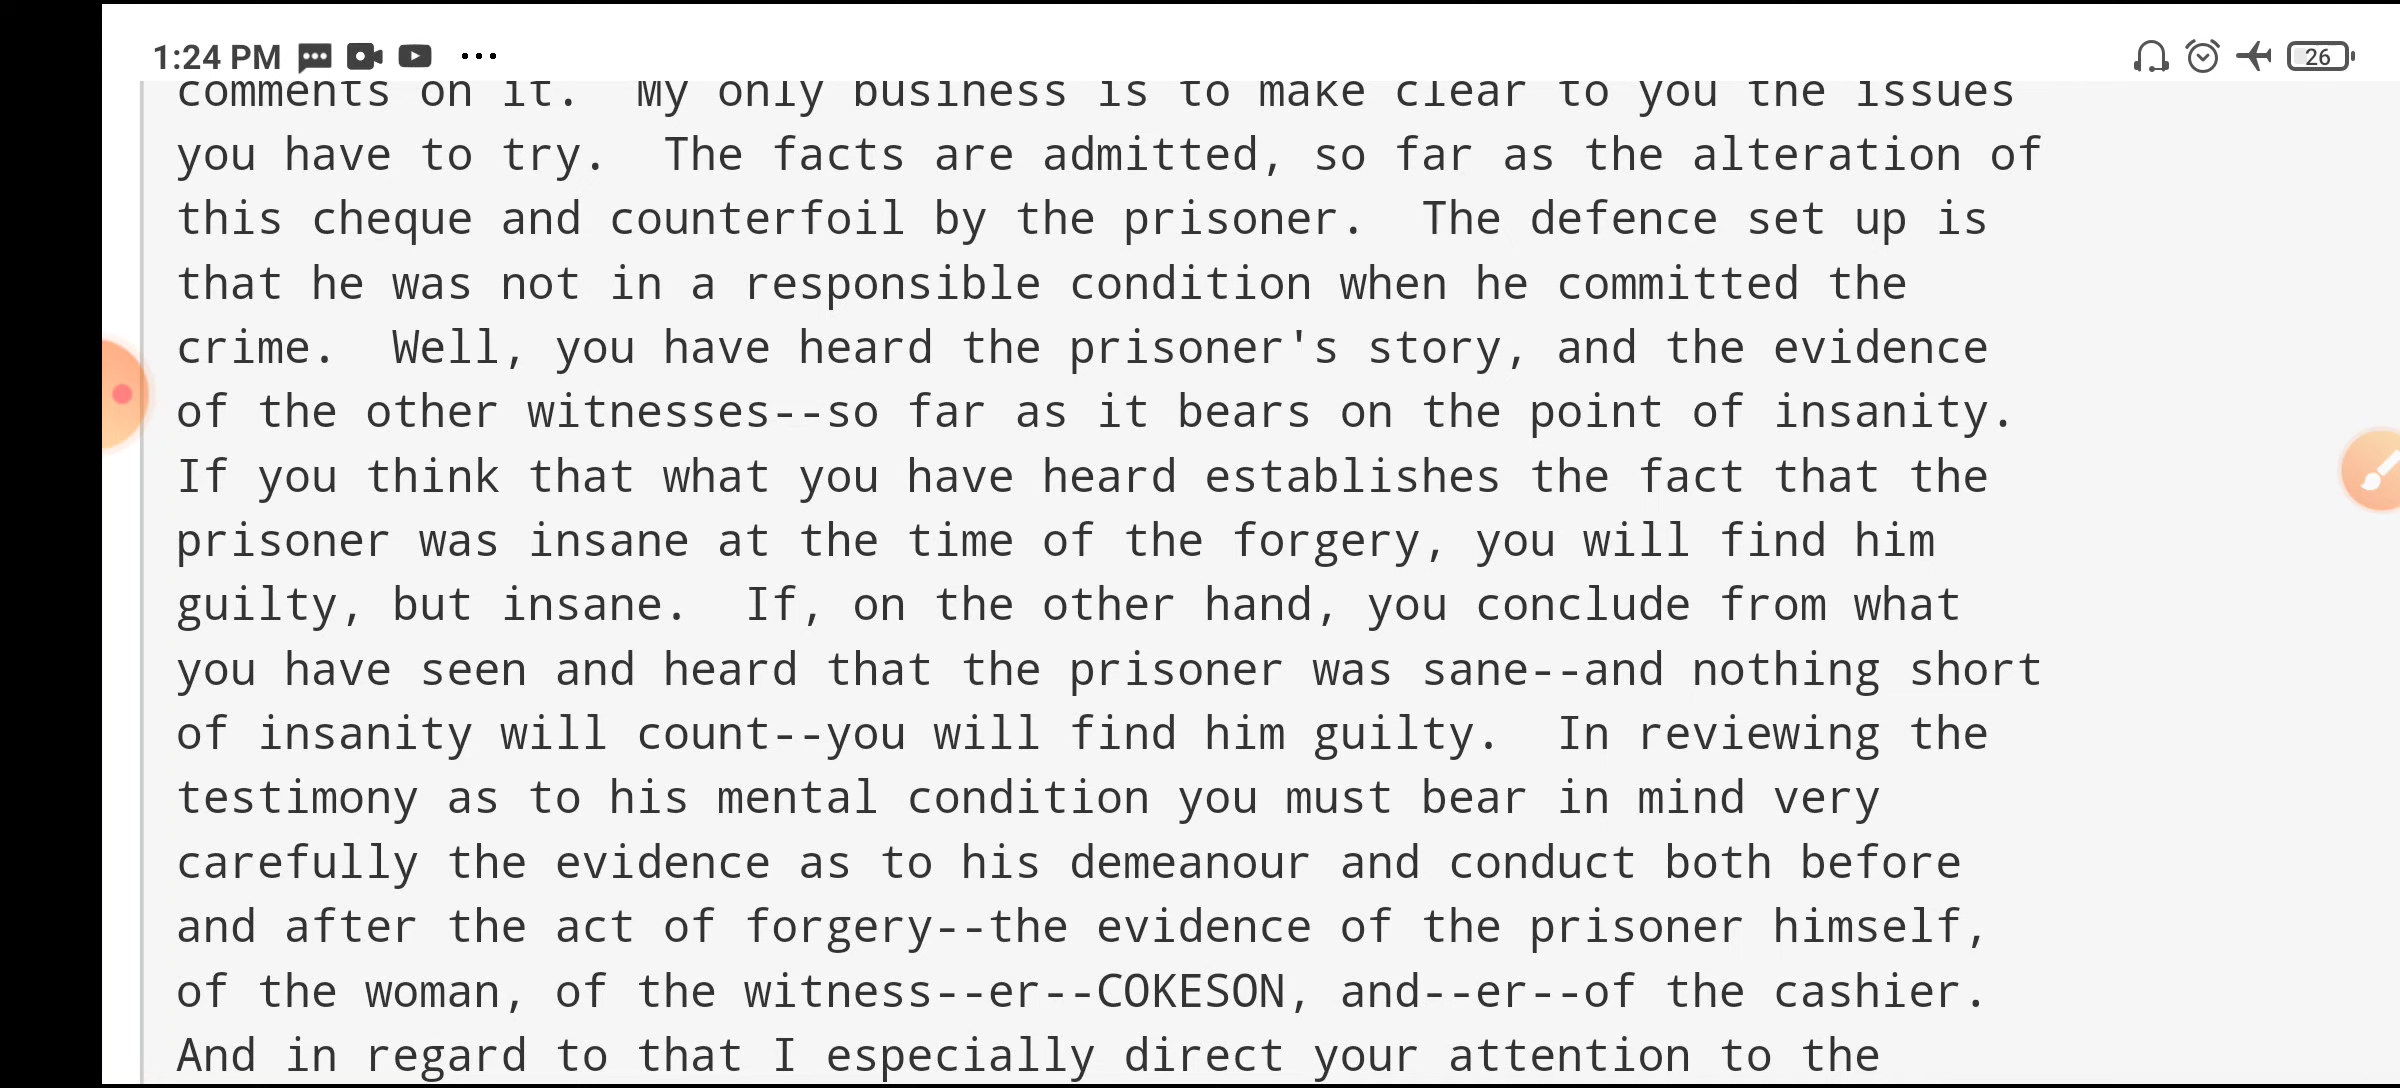 1:24 PM ...
26
comments on it.  My only business is to make clear to you the issues
you have to try.  The facts are admitted, so far as the alteration of
this cheque and counterfoil by the prisoner.  The defence set up is
that he was not in a responsible condition when he committed the
crime.  Well, you have heard the prisoner's story, and the evidence
of the other witnesses--so far as it bears on the point of insanity.
If you think that what you have heard establishes the fact that the
prisoner was insane at the time of the forgery, you will find him
guilty, but insane.  If, on the other hand, you conclude from what
you have seen and heard that the prisoner was sane--and nothing short
of insanity will count--you will find him guilty.  In reviewing the
testimony as to his mental condition you must bear in mind very
carefully the evidence as to his demeanour and conduct both before
and after the act of forgery--the evidence of the prisoner himself,
of the woman, of the witness--er--COKESON, and--er--of the cashier.
And in regard to that I especially direct your attention to the